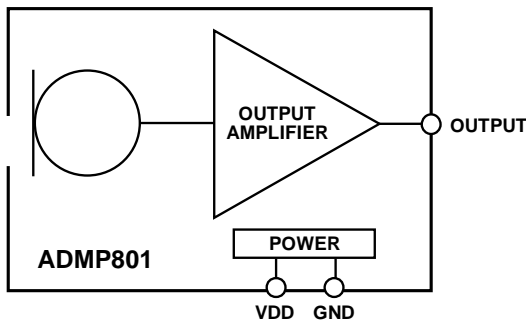 OUTPUT
AMPLIFIER
OUTPUT
POWER
ADMP801
VDD GND